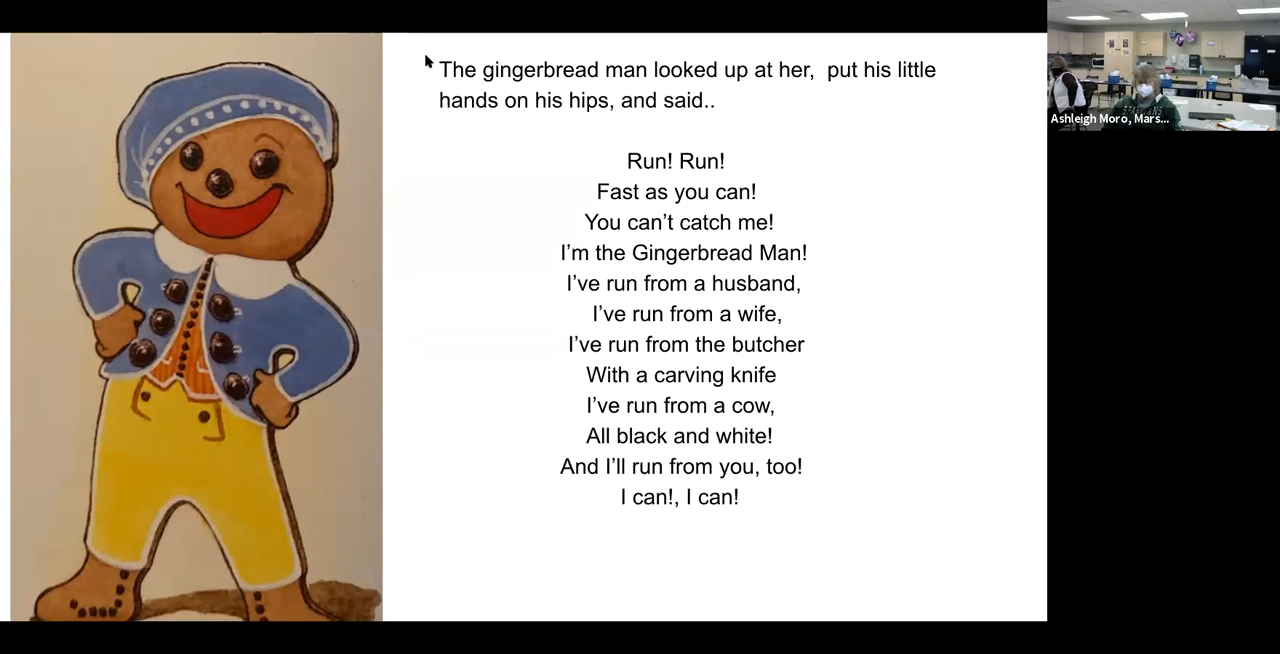 The gingerbread man looked up at her,  put his little
hands on his hips, and said..
Run! Run!
Fast as you can!
You can’t catch me!
I’m the Gingerbread Man!
I’ve run from a husband,
I’ve run from a wife,
I’ve run from the butcher
With a carving knife
I’ve run from a cow,
All black and white!
And I’ll run from you, too!
I can!, I can!
Ashleigh Moro, Mars...